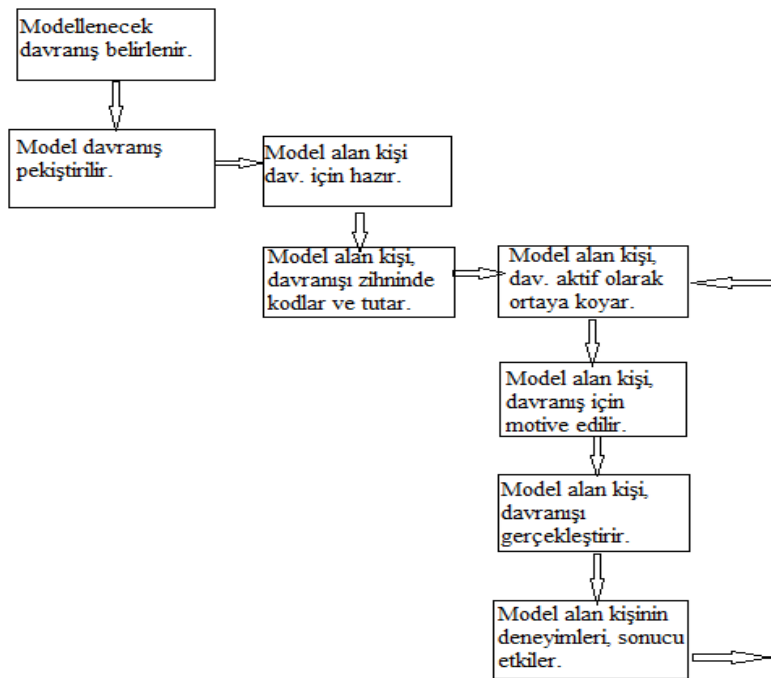 Modellenecek
davranış belirlenir.
Model davranış
pekiştirilir.
Model alan kişi
dav. için hazır.
Model alan kişi,
davranışı zihninde
kodlar ve tutar.
Model alan kişi,
dav. aktif olarak
ortaya koyar.
Model alan kişi,
davranış için
motive edilir.
Model alan kişi,
davranışı
gerçekleştirir.
Model alan kişinin
deneyimleri, sonucu
etkiler.